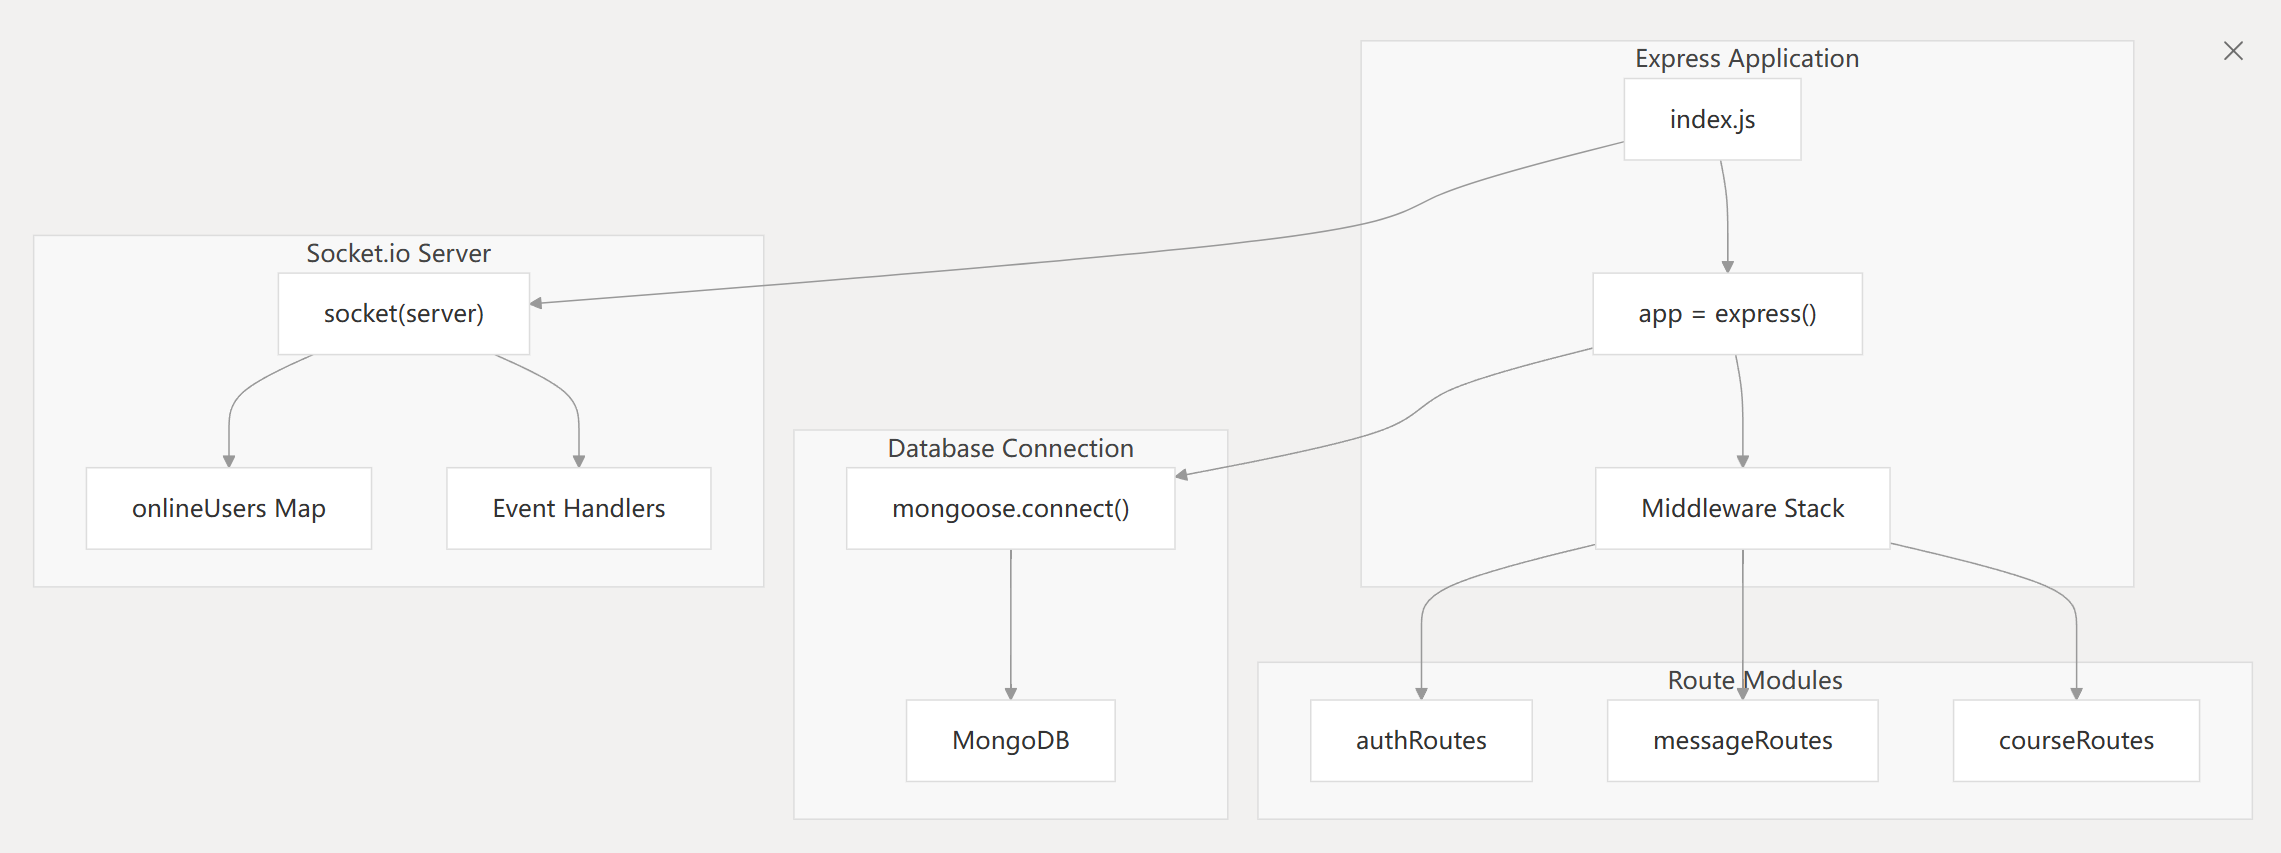 Express Application
index.js
Socket.io Server
socket(server)
app = express()
Database Connection
onlineUsers Map
Event Handlers
mongoose.connect()
Middleware Stack
Route Modules
MongoDB
authRoutes
messageRoutes
courseRoutes